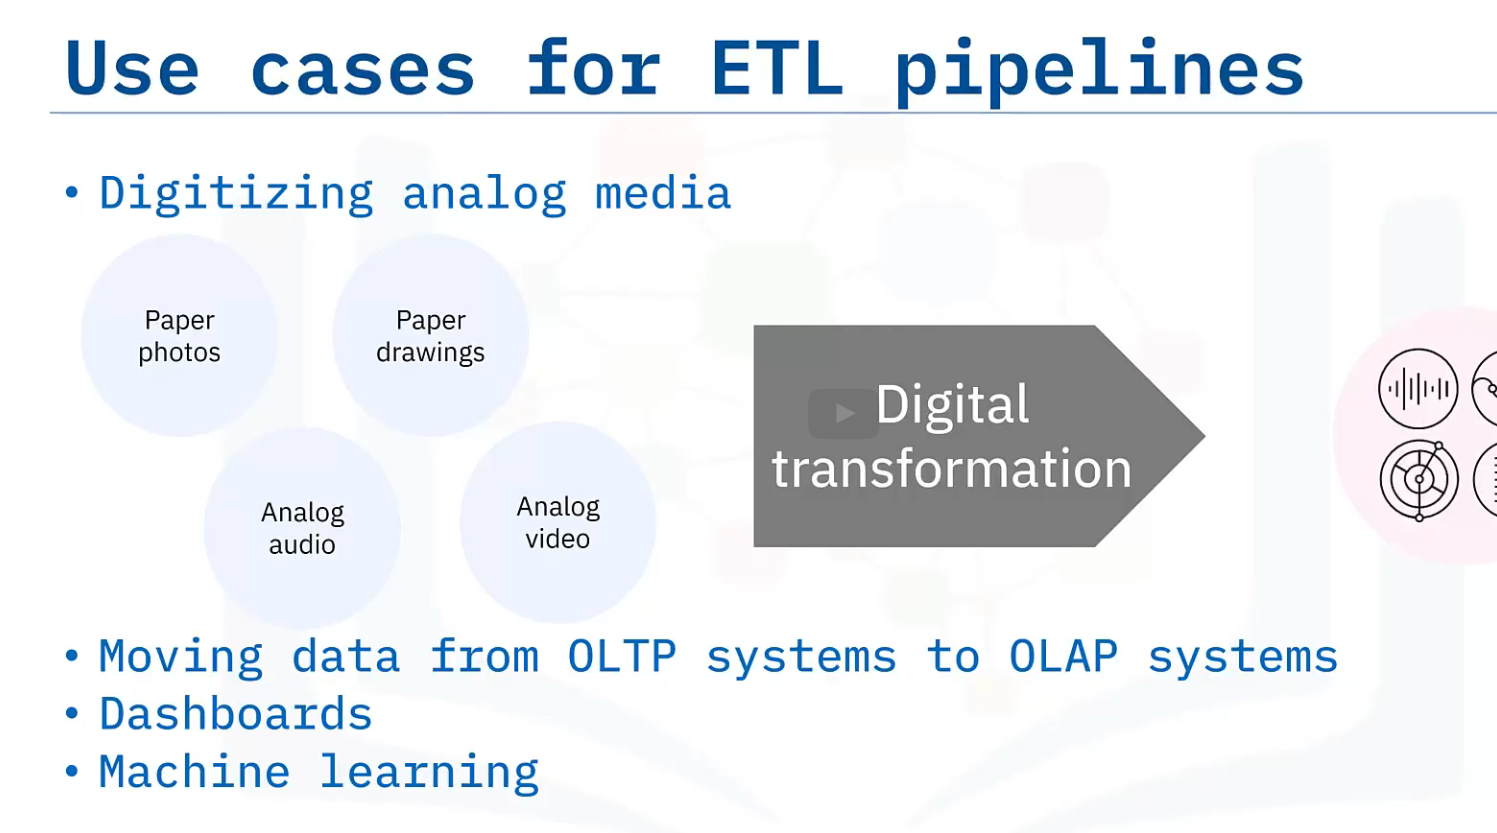 Use cases for ETL pipelines
• Digitizing analog media
Paper
photos
Paper
drawings
Analog
audio
Analog
video
Digital
transformation
• Moving data from OLTP systems to OLAP systems
• Dashboards
• Machine learning